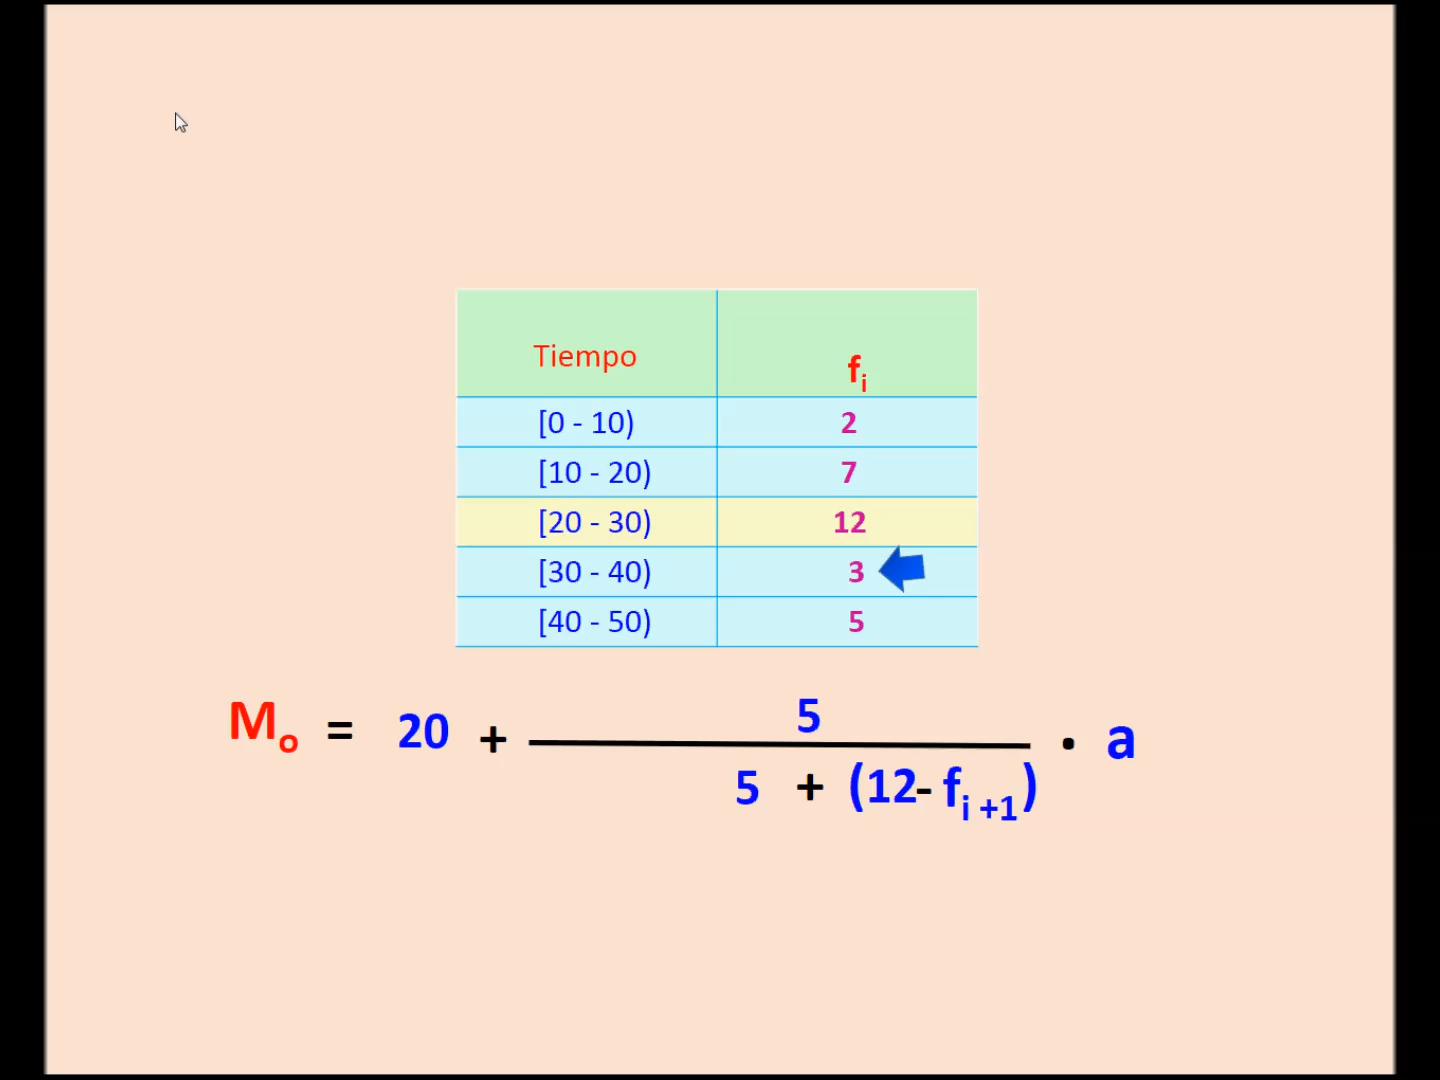 Tiempo fi
[0 - 10) 2
[10 - 20) 7
[20 - 30) 12
[30 - 40) 3
[40 - 50) 5
5
Mo = 20 + · a
5 + (12- fi +1)